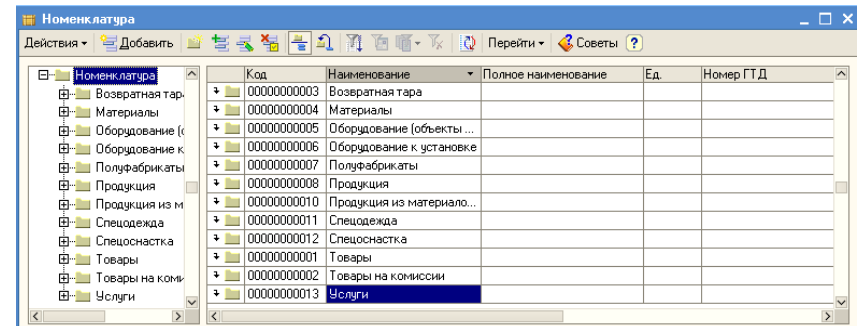 Номенклатура
Действия Добавить Перейти Советы ?
Номенклатура
Возвратная тар
Материалы
Оборудование (о
Оборудование к
Полуфабрикаты
Продукция
Продукция из м
Спецодежда
Спецоснастка
Товары
Товары на коми
Услуги
Код Наименование Полное наименование Ед. Номер ГТД
00000000003 Возвратная тара
00000000004 Материалы
00000000005 Оборудование (объекты ...
00000000006 Оборудование к установке
00000000007 Полуфабрикаты
00000000008 Продукция
00000000010 Продукция из материало...
00000000011 Спецодежда
00000000012 Спецоснастка
00000000001 Товары
00000000002 Товары на комиссии
00000000013 Услуги